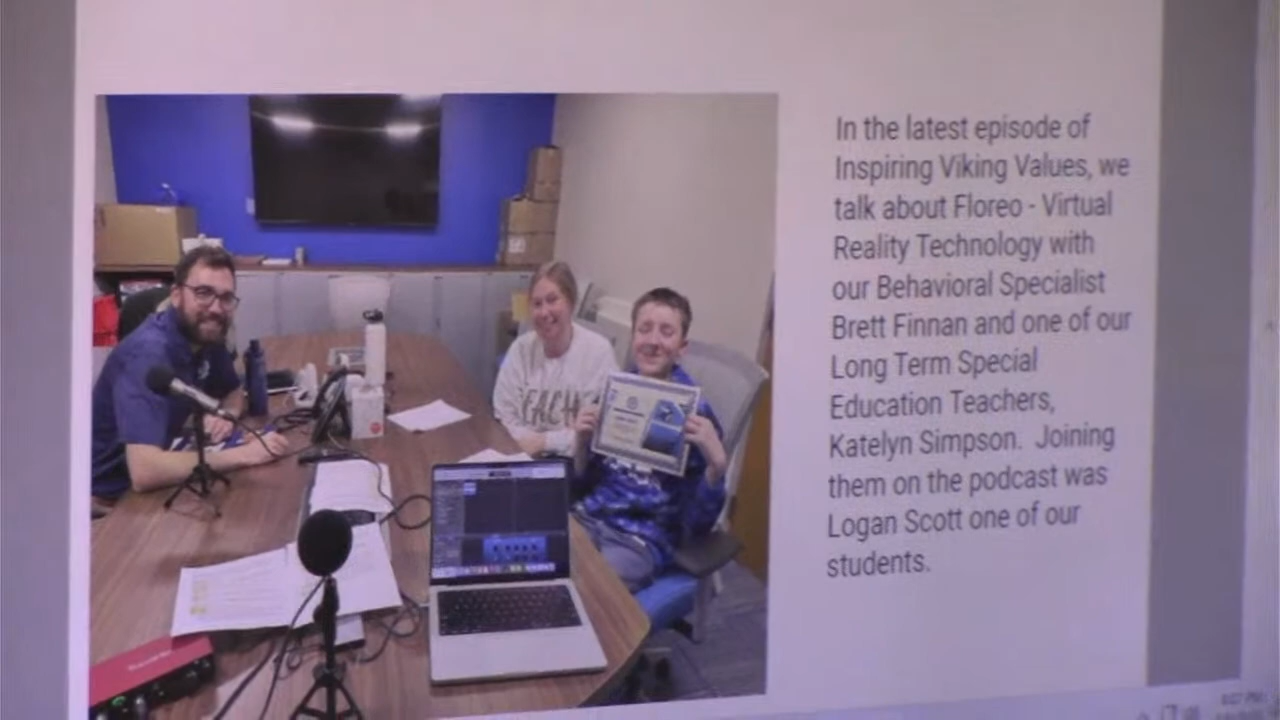 In the latest episode of
Inspiring Viking Values, we
talk about Floreo - Virtual
Reality Technology with
our Behavioral Specialist
Brett Finnan and one of our
Long Term Special
Education Teachers,
Katelyn Simpson.  Joining
them on the podcast was
Logan Scott one of our
students.